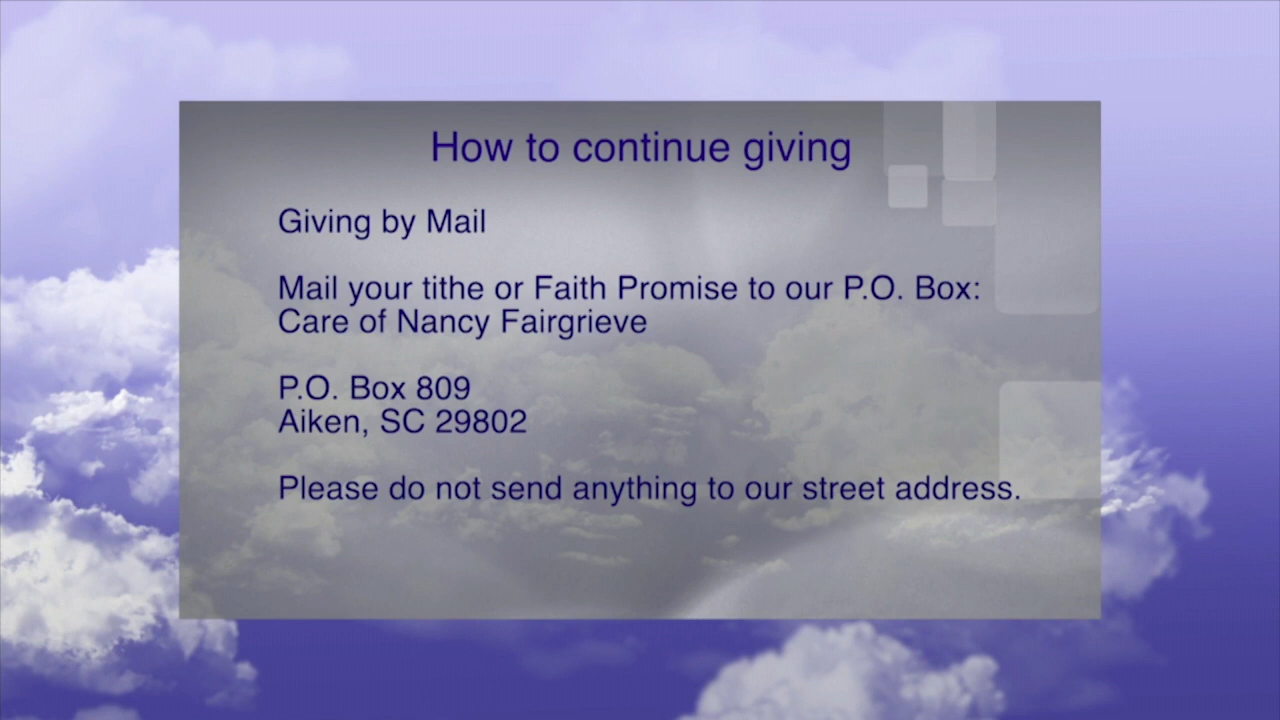 How to continue giving
Giving by Mail
Mail your tithe or Faith Promise to our P.O. Box:
Care of Nancy Fairgrieve
P.O. Box 809
Aiken, SC 29802
Please do not send anything to our street address.